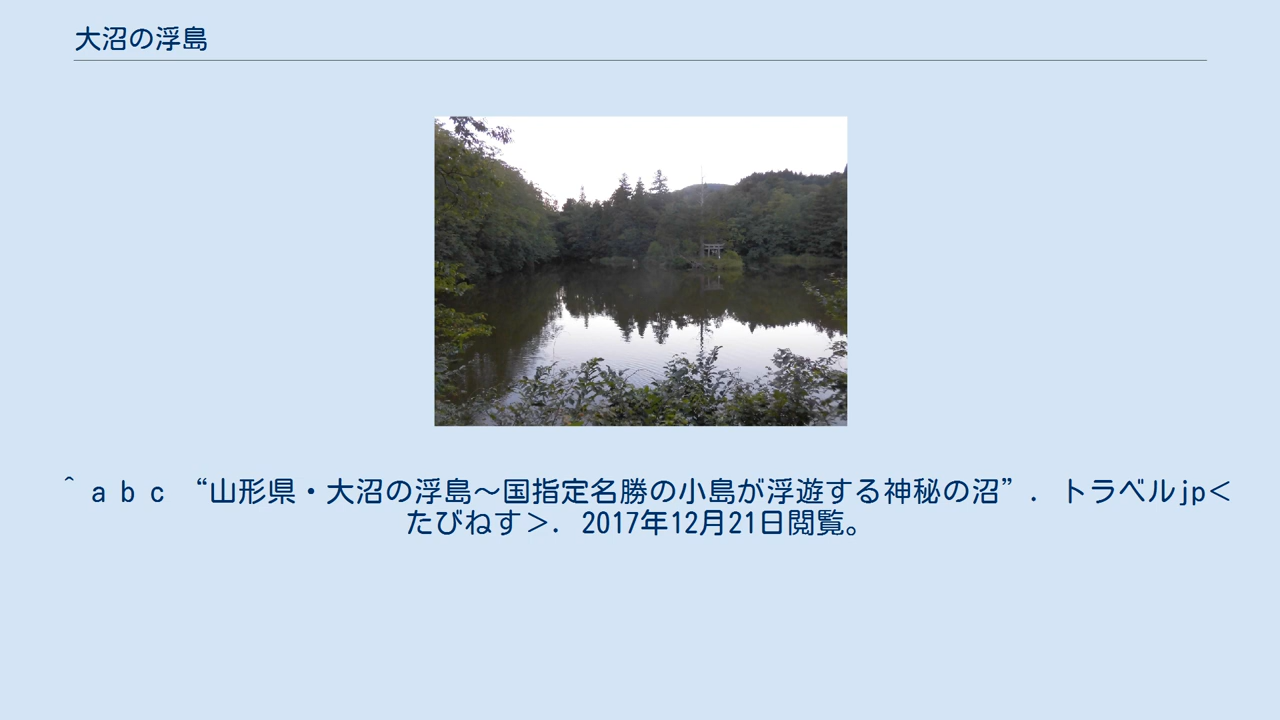 大沼の浮島
^ a b c “山形県・大沼の浮島～国指定名勝の小島が浮遊する神秘の沼”. トラベルjp＜
たびねす＞. 2017年12月21日閲覧。